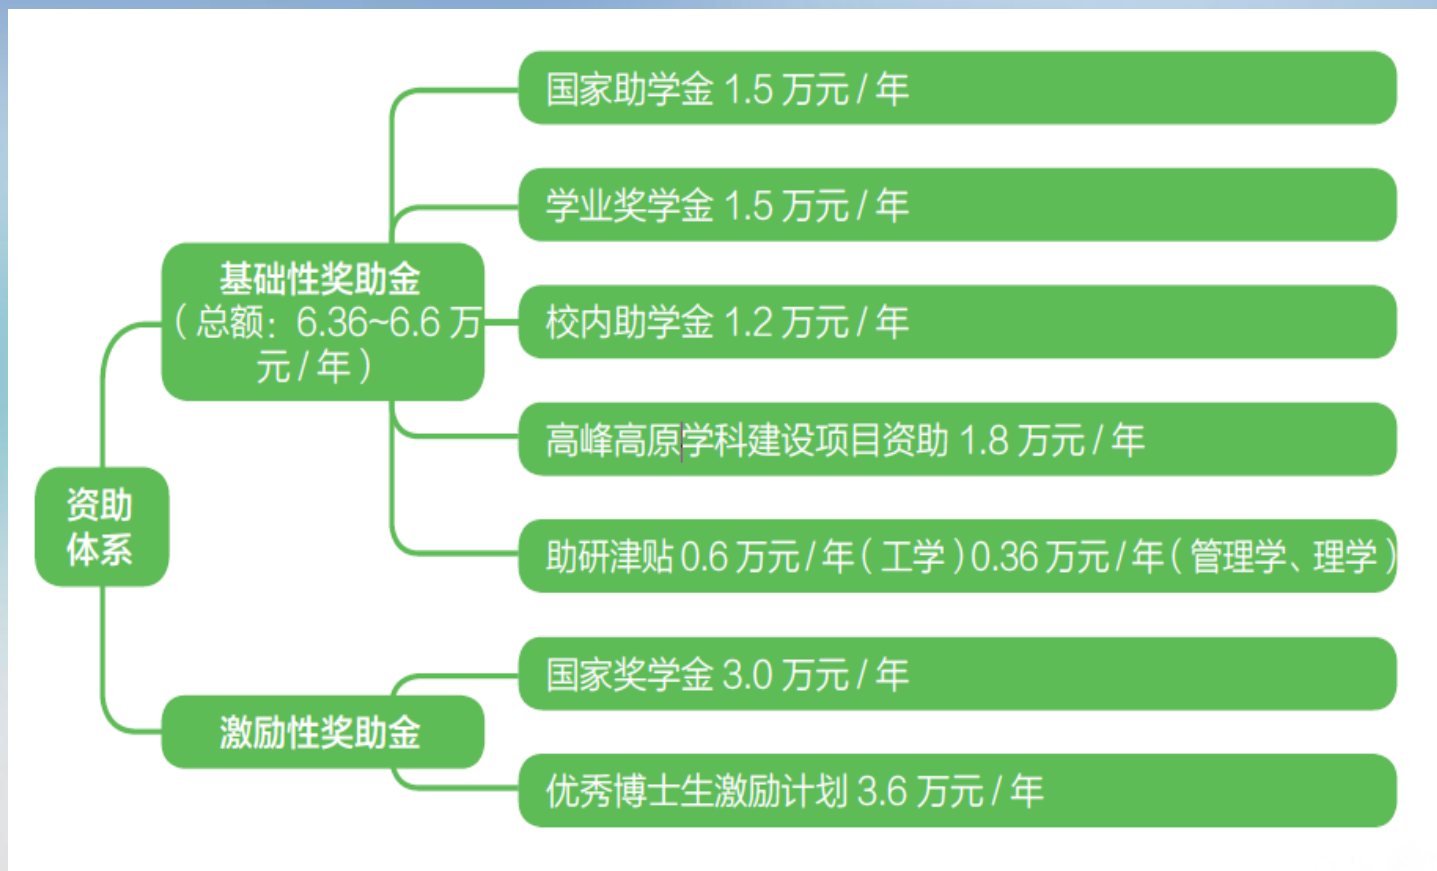 国家助学金 1.5 万元 / 年
学业奖学金 1.5 万元 / 年
基础性奖助金
（总额：6.36~6.6 万
元 / 年）
校内助学金 1.2 万元 / 年
高峰高原学科建设项目资助 1.8 万元 / 年
资助
体系
助研津贴 0.6 万元 / 年（工学）0.36 万元 / 年（管理学、理学）
国家奖学金 3.0 万元 / 年
激励性奖助金
优秀博士生激励计划 3.6 万元 / 年